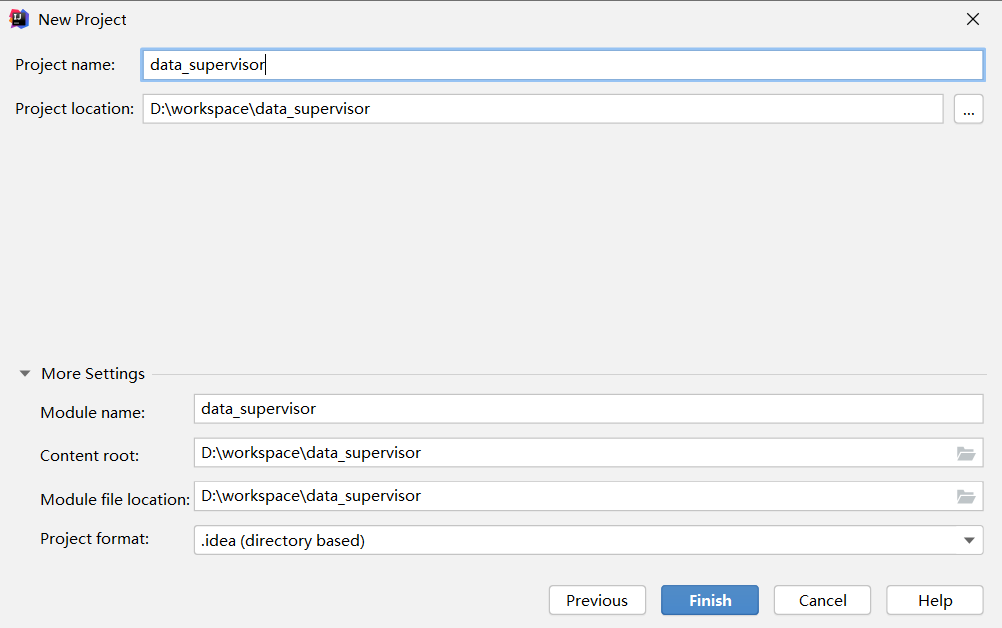 New Project
Project name: data_supervisor
Project location: D:\workspace\data_supervisor ...
More Settings
Module name: data_supervisor
Content root: D:\workspace\data_supervisor
Module file location: D:\workspace\data_supervisor
Project format: .idea (directory based)
Previous Finish Cancel Help